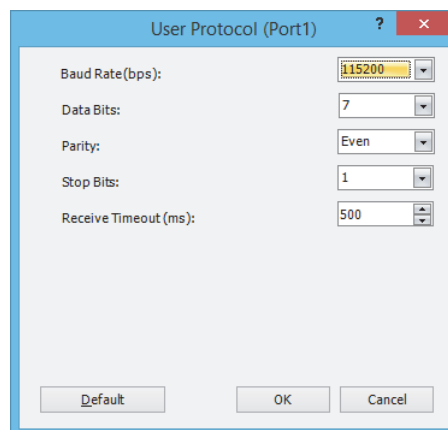 User Protocol (Port1) ? ×
Baud Rate(bps): 115200
Data Bits: 7
Parity: Even
Stop Bits: 1
Receive Timeout (ms): 500
Default OK Cancel